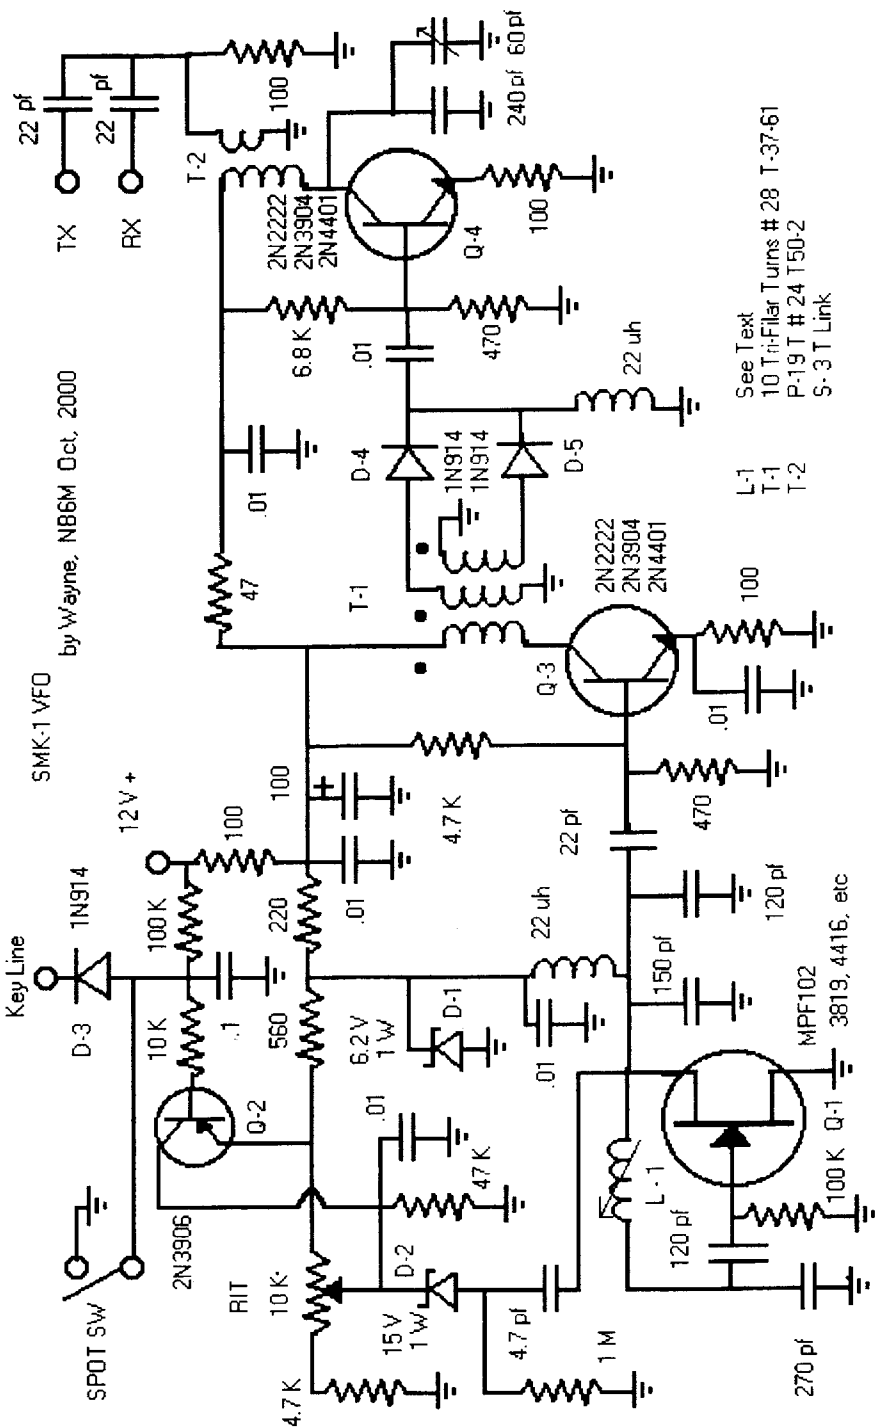 SMK-1 VFO
by Wayne, NB6M Oct, 2000
SPOT SW
Key Line
D-3
1N914
12 V +
TX
RX
22 pf
22 pf
100
T-2
2N3906
Q-2
10 K
100 K
.1
100
47
.01
6.8 K
.01
470
2N2222
2N3904
2N4401
Q-4
100
240 pf
60 pf
RIT
10K
4.7 K
560
220
.01
100
+
T-1
D-4
1N914
1N914
D-5
22 uh
15 V
1 W
D-2
47 K
.01
6.2 V
1 W
D-1
.01
22 uh
4.7 K
Q-3
2N2222
2N3904
2N4401
100
.01
470
22 pf
120 pf
150 pf
4.7 pf
1 M
L-1
120 pf
100 K
270 pf
Q-1
MPF102
3819, 4416, etc
L-1 See Text
T-1 10 Tri-Filar Turns # 28 T-37-61
T-2 P-19 T # 24 T50-2
S- 3 T Link